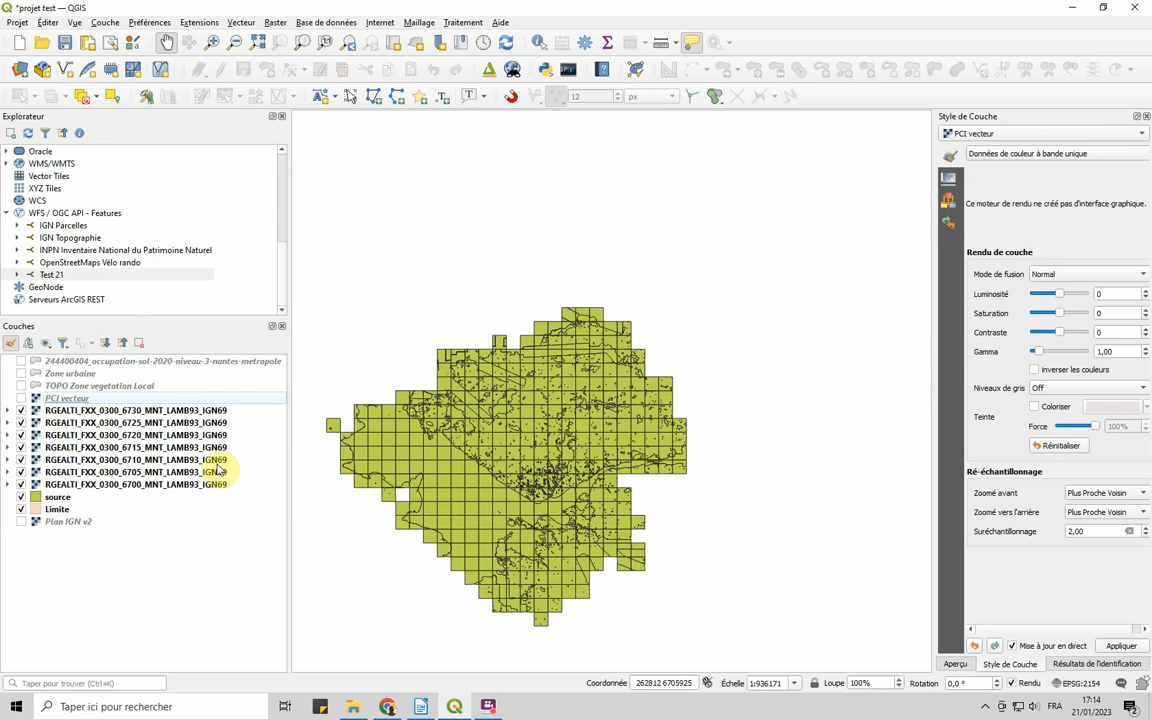 *projet test — QGIS
Projet Éditer Vue Couche Préférences Extensions Vecteur Raster Base de données Internet Maillage Traitement Aide
12 px
Explorateur
Oracle
WMS/WMTS
Vector Tiles
XYZ Tiles
WCS
WFS / OGC API - Features
IGN Parcelles
IGN Topographie
INPN Inventaire National du Patrimoine Naturel
OpenStreetMaps Vélo rando
Test 21
GeoNode
Serveurs ArcGIS REST
Couches
244400404_occupation-sol-2020-niveau-3-nantes-metropole
Zone urbaine
TOPO Zone vegetation Local
PCI vecteur
RGEALTI_FXX_0300_6730_MNT_LAMB93_IGN69
RGEALTI_FXX_0300_6725_MNT_LAMB93_IGN69
RGEALTI_FXX_0300_6720_MNT_LAMB93_IGN69
RGEALTI_FXX_0300_6715_MNT_LAMB93_IGN69
RGEALTI_FXX_0300_6710_MNT_LAMB93_IGN69
RGEALTI_FXX_0300_6705_MNT_LAMB93_IGN69
RGEALTI_FXX_0300_6700_MNT_LAMB93_IGN69
source
Limite
Plan IGN v2
Style de Couche
PCI vecteur
Données de couleur à bande unique
Ce moteur de rendu ne créé pas d'interface graphique.
Rendu de couche
Mode de fusion Normal
Luminosité 0
Saturation 0
Contraste 0
Gamma 1,00
inverser les couleurs
Niveaux de gris Off
Teinte Coloriser
Force 100%
Réinitialiser
Ré-échantillonnage
Zoomé avant Plus Proche Voisin
Zoomé vers l'arrière Plus Proche Voisin
Suréchantillonnage 2,00
Mise à jour en direct Appliquer
Aperçu Style de Couche Résultats de l'identification
Taper pour trouver (Ctrl+K) Coordonnée 262812 6705925 Échelle 1:936171 Loupe 100% Rotation 0,0 ° Rendu EPSG:2154
Taper ici pour rechercher
FRA
17:14
21/01/2023
2